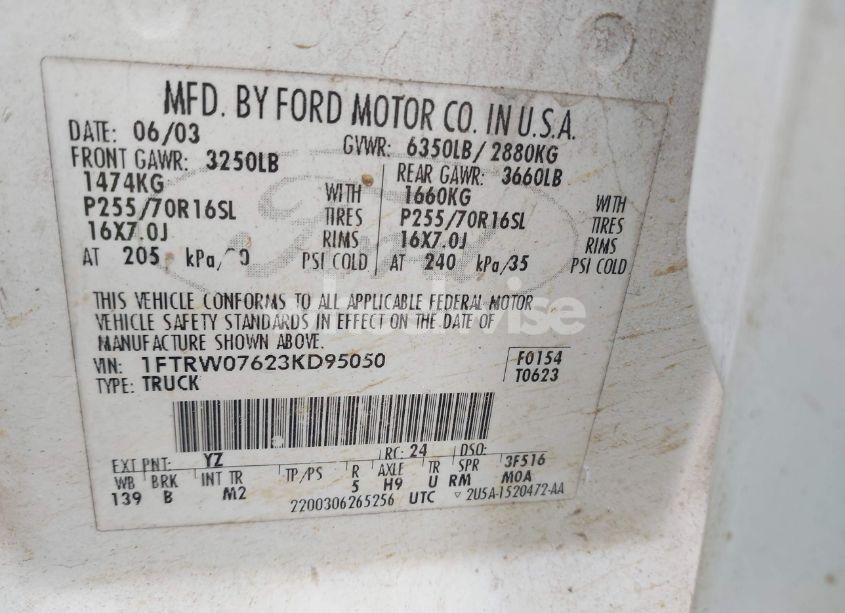 MFD. BY FORD MOTOR CO. IN U.S.A.
DATE: 06/03 GVWR: 6350LB/ 2880KG
FRONT GAWR: 3250LB REAR GAWR: 3660LB
1474KG WITH 1660KG WITH
P255/70R16SL TIRES P255/70R16SL TIRES
16X7.0J RIMS 16X7.0J RIMS
AT 205 kPa/ 0 PSI COLD AT 240 kPa/35 PSI COLD
THIS VEHICLE CONFORMS TO ALL APPLICABLE FEDERAL MOTOR
VEHICLE SAFETY STANDARDS IN EFFECT ON THE DATE OF
MANUFACTURE SHOWN ABOVE.
VIN: 1FTRW07623KD95050 F0154
TYPE: TRUCK T0623
EXT PNT: YZ RC: 24 DSO:
WB BRK INT TR TP/PS R AXLE TR SPR 3F516
139 B M2 5 H9 U RM M0A
2200306265256 UTC ▽ 2U5A-1520472-AA